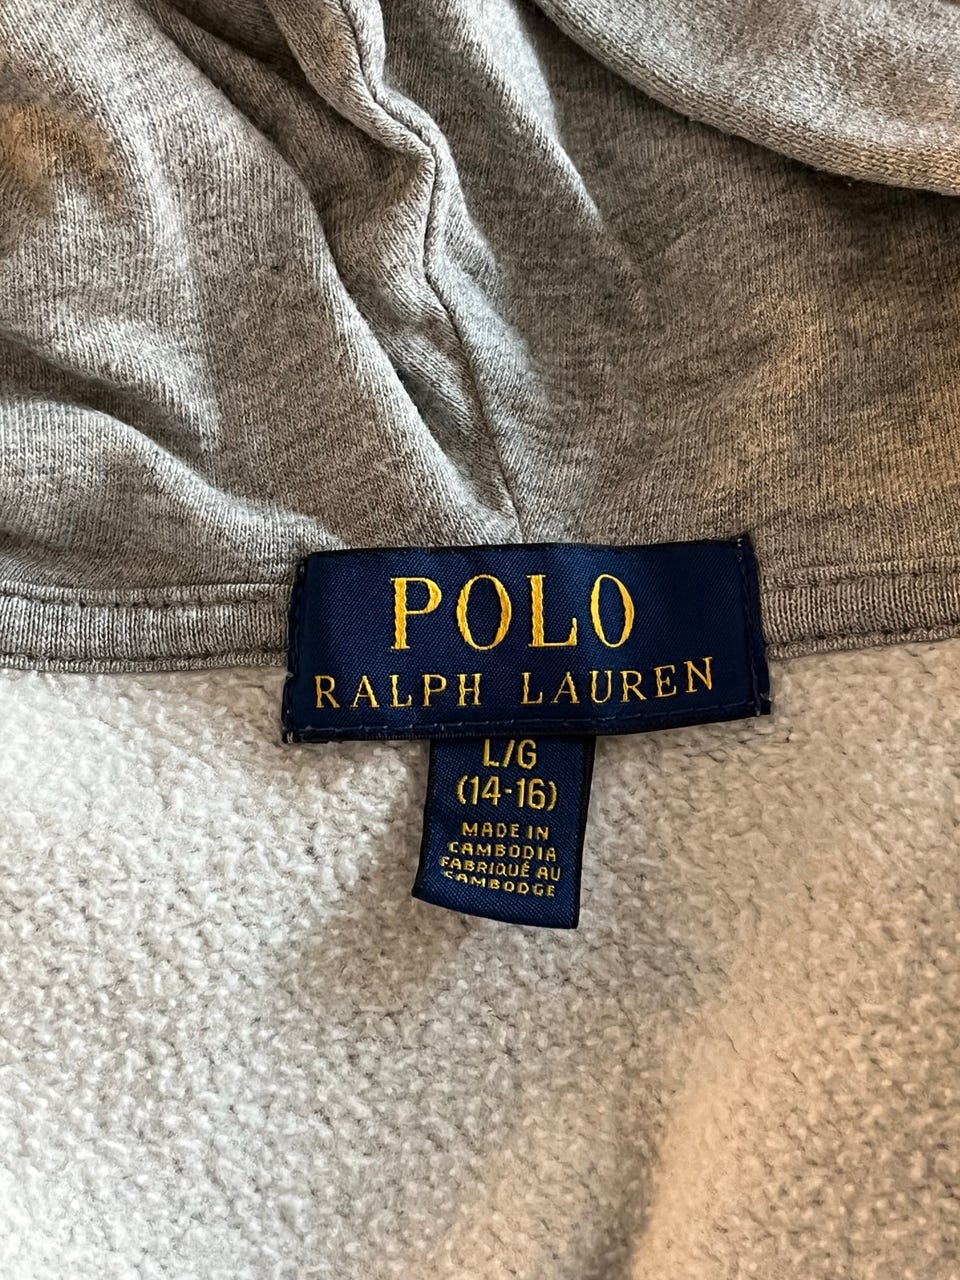 POLO
RALPH LAUREN
L/G
(14-16)
MADE IN
CAMBODIA
FABRIQUÉ AU
CAMBODGE